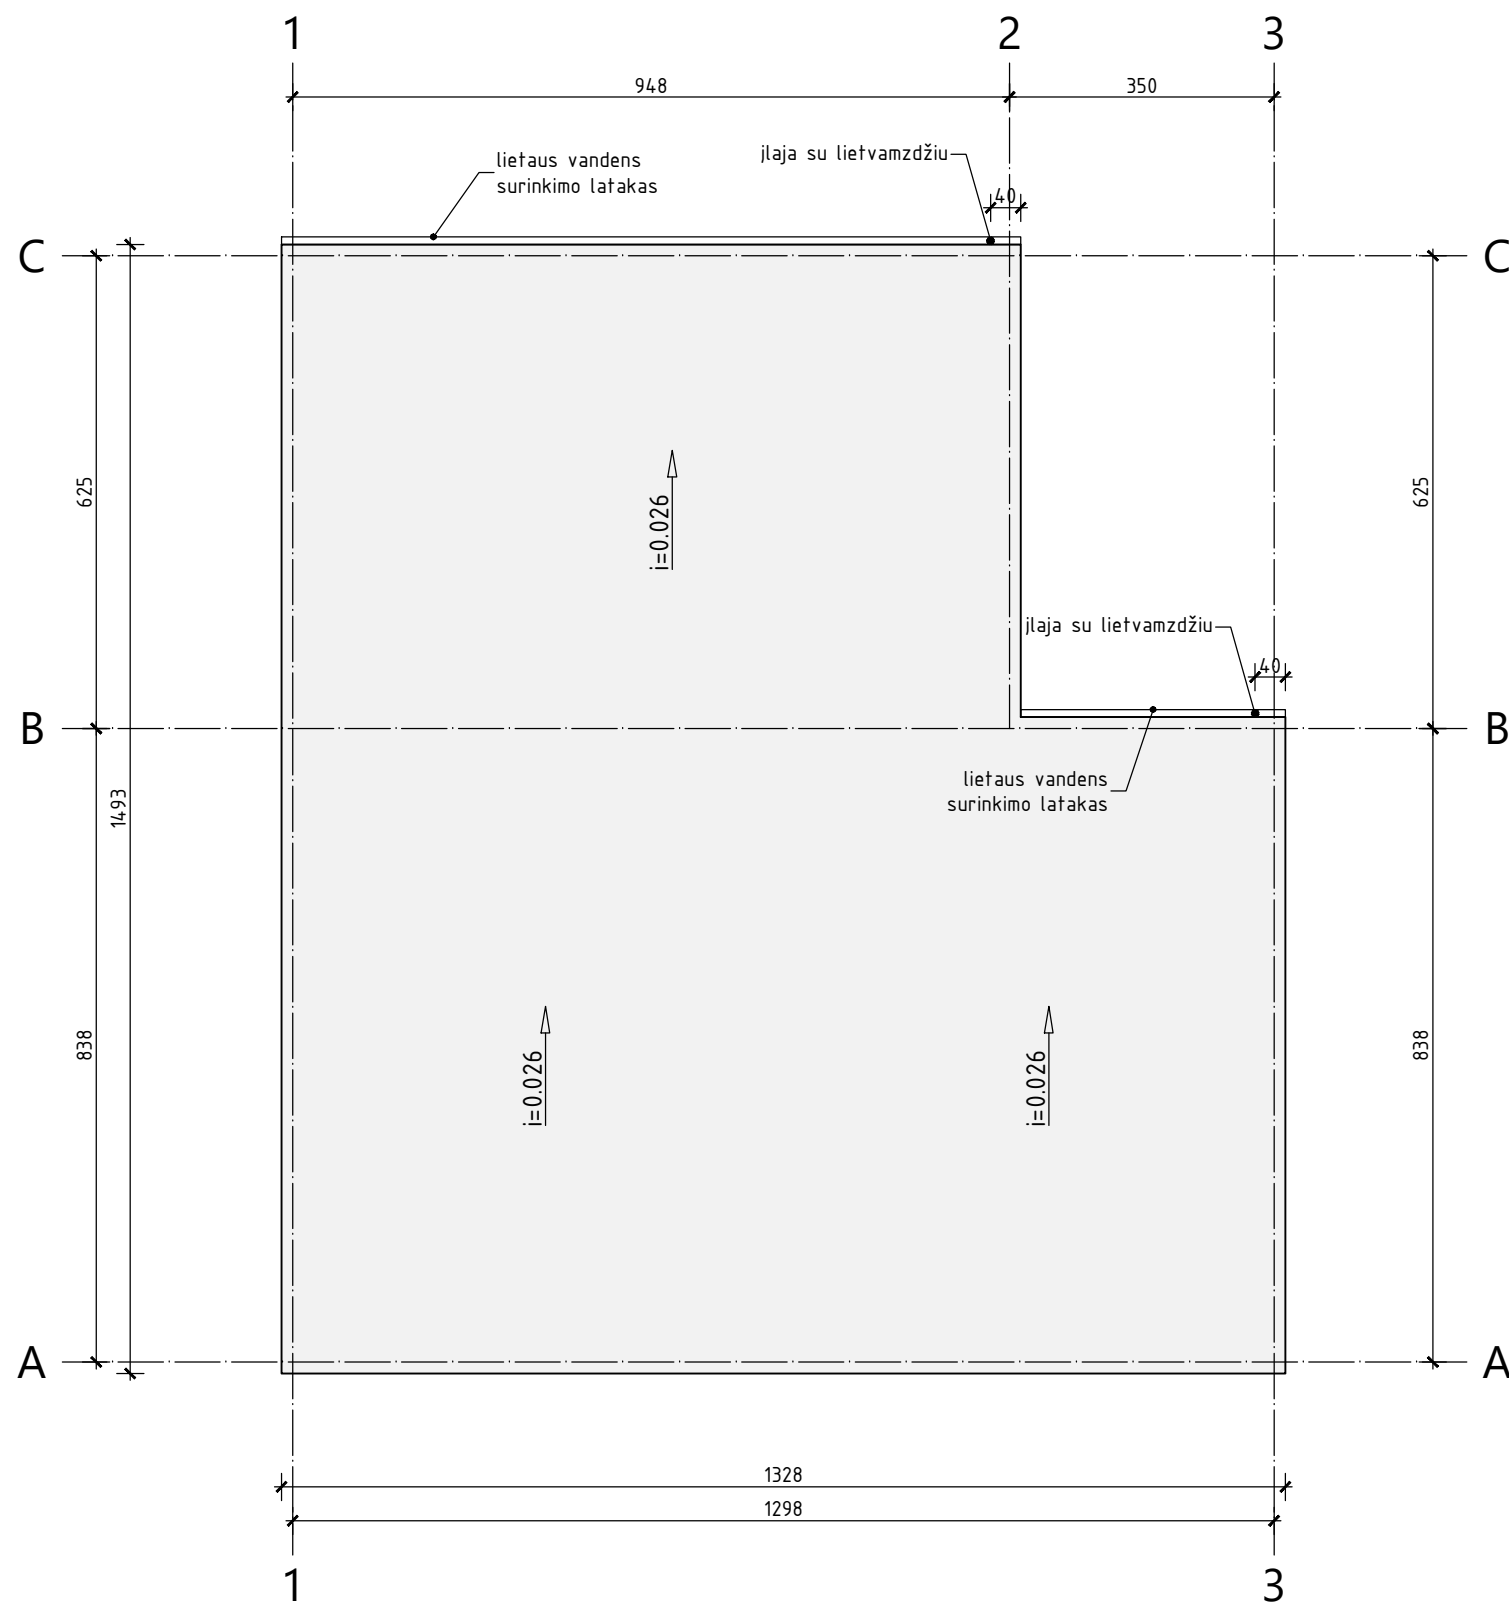 1
2
3
948
350
lietaus vandens
surinkimo latakas
įlaja su lietvamzdžiu
40
C
C
625
625
i=0.026
įlaja su lietvamzdžiu
40
B
B
lietaus vandens
surinkimo latakas
1493
838
838
i=0.026
i=0.026
A
A
1328
1298
1
3